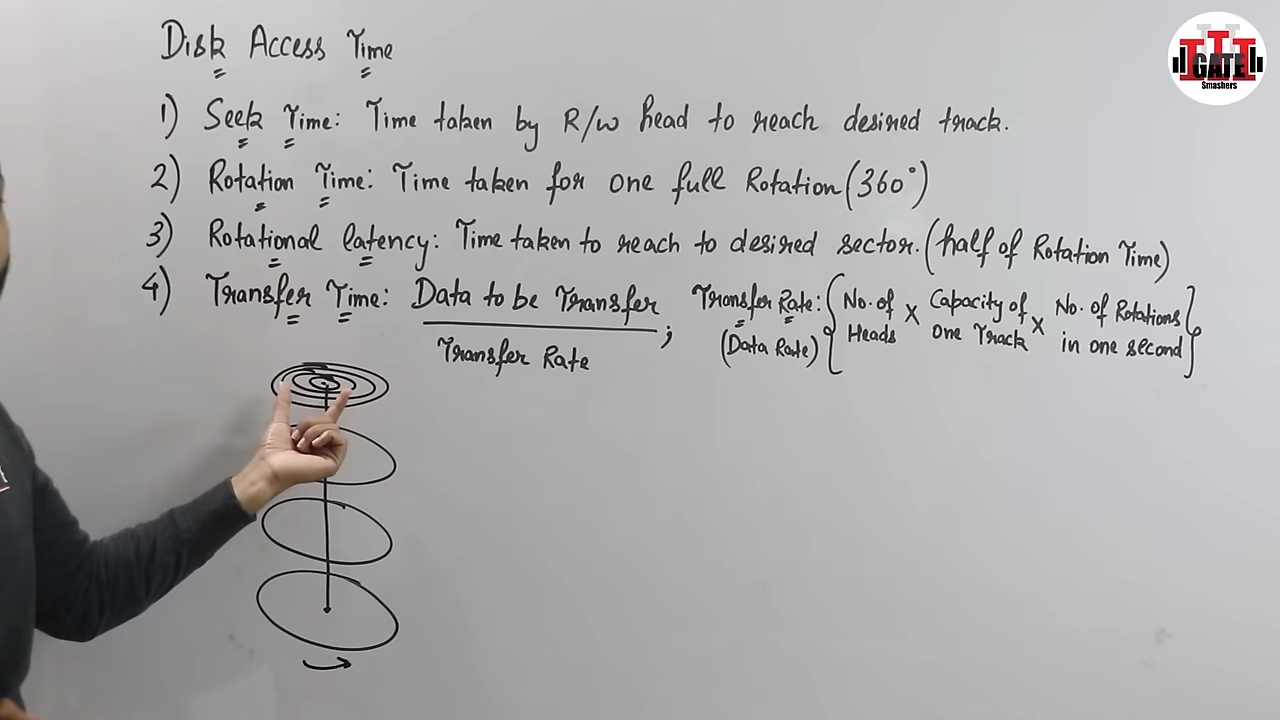 Disk Access Time
1) Seek Time: Time taken by R/W head to reach desired track.
2) Rotation Time: Time taken for one full Rotation (360°)
3) Rotational latency: Time taken to reach to desired sector. (half of Rotation Time)
4) Transfer Time: Data to be Transfer / Transfer Rate ; Transfer Rate: (Data Rate) { No. of Heads x Capacity of one Track x No. of Rotations in one second }
GATE
Smashers